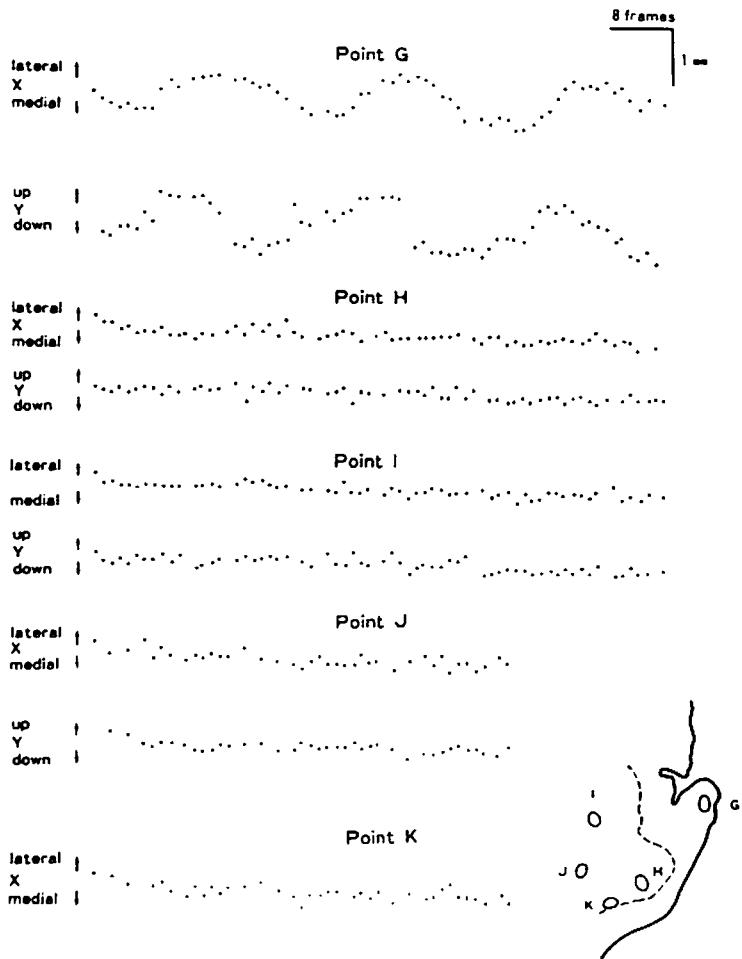 8 frames
1 mm
Point G
lateral
X
medial
up
Y
down
Point H
lateral
X
medial
up
Y
down
Point I
lateral
medial
up
Y
down
Point J
lateral
X
medial
up
Y
down
Point K
lateral
X
medial
I
G
J
H
K